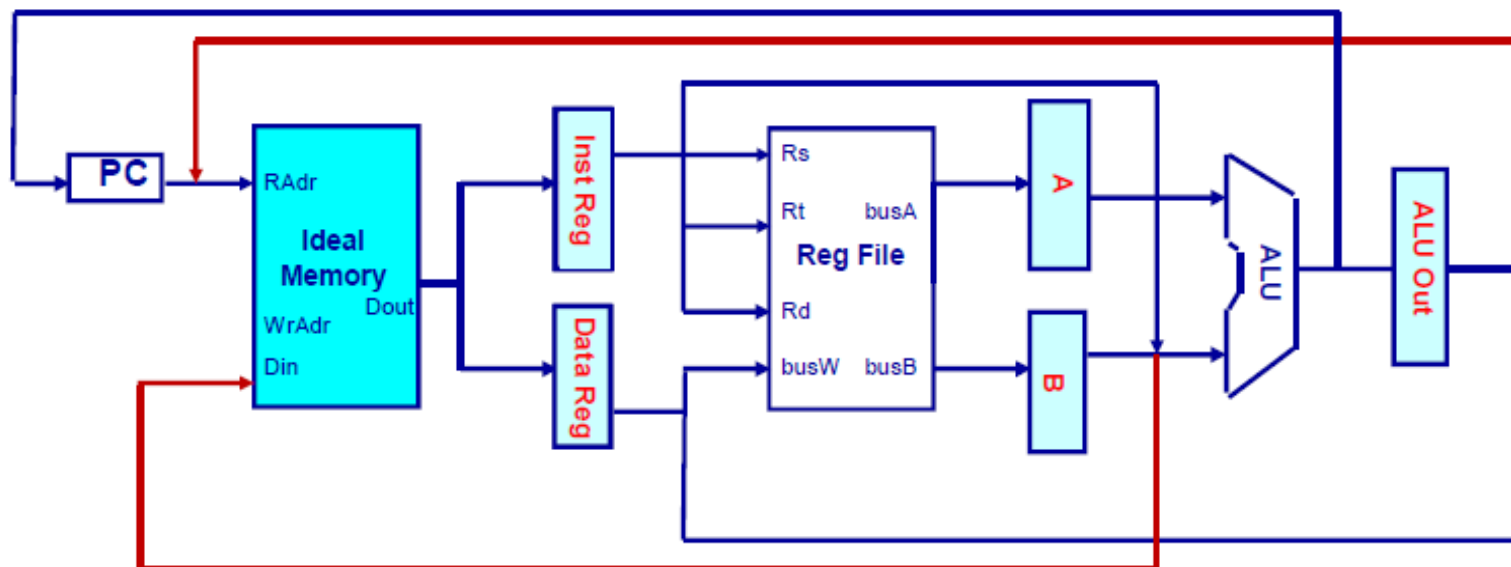 PC
RAdr
Ideal
Memory
Dout
WrAdr
Din
Inst Reg
Data Reg
Rs
Rt
busA
Reg File
Rd
busW
busB
A
B
ALU
ALU Out